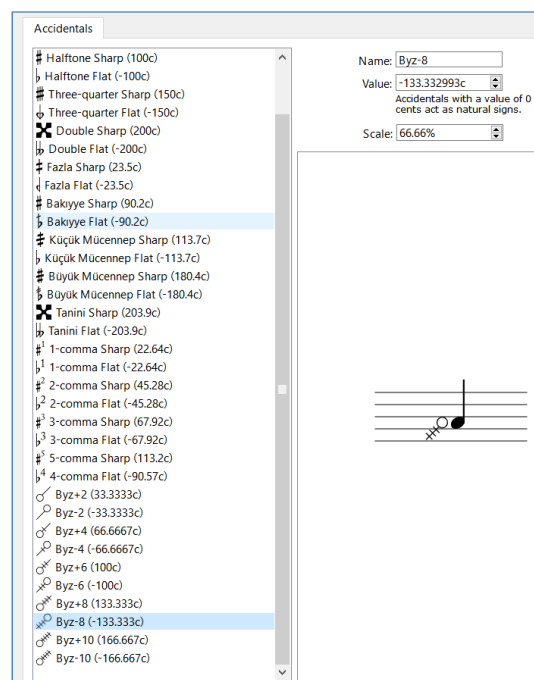 Accidentals
Halftone Sharp (100c)
Halftone Flat (-100c)
Three-quarter Sharp (150c)
Three-quarter Flat (-150c)
Double Sharp (200c)
Double Flat (-200c)
Fazla Sharp (23.5c)
Fazla Flat (-23.5c)
Bakıyye Sharp (90.2c)
Bakıyye Flat (-90.2c)
Küçük Mücennep Sharp (113.7c)
Küçük Mücennep Flat (-113.7c)
Büyük Mücennep Sharp (180.4c)
Büyük Mücennep Flat (-180.4c)
Tanini Sharp (203.9c)
Tanini Flat (-203.9c)
1-comma Sharp (22.64c)
1-comma Flat (-22.64c)
2-comma Sharp (45.28c)
2-comma Flat (-45.28c)
3-comma Sharp (67.92c)
3-comma Flat (-67.92c)
5-comma Sharp (113.2c)
4-comma Flat (-90.57c)
Byz+2 (33.3333c)
Byz-2 (-33.3333c)
Byz+4 (66.6667c)
Byz-4 (-66.6667c)
Byz+6 (100c)
Byz-6 (-100c)
Byz+8 (133.333c)
Byz-8 (-133.333c)
Byz+10 (166.667c)
Byz-10 (-166.667c)
Name: Byz-8
Value: -133.332993c
Accidentals with a value of 0
cents act as natural signs.
Scale: 66.66%